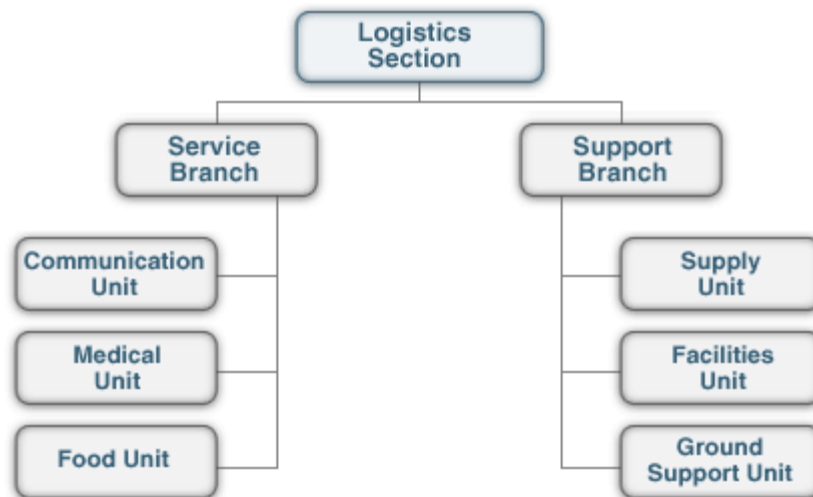 Logistics
Section
Service
Branch
Support
Branch
Communication
Unit
Supply
Unit
Medical
Unit
Facilities
Unit
Food Unit
Ground
Support Unit